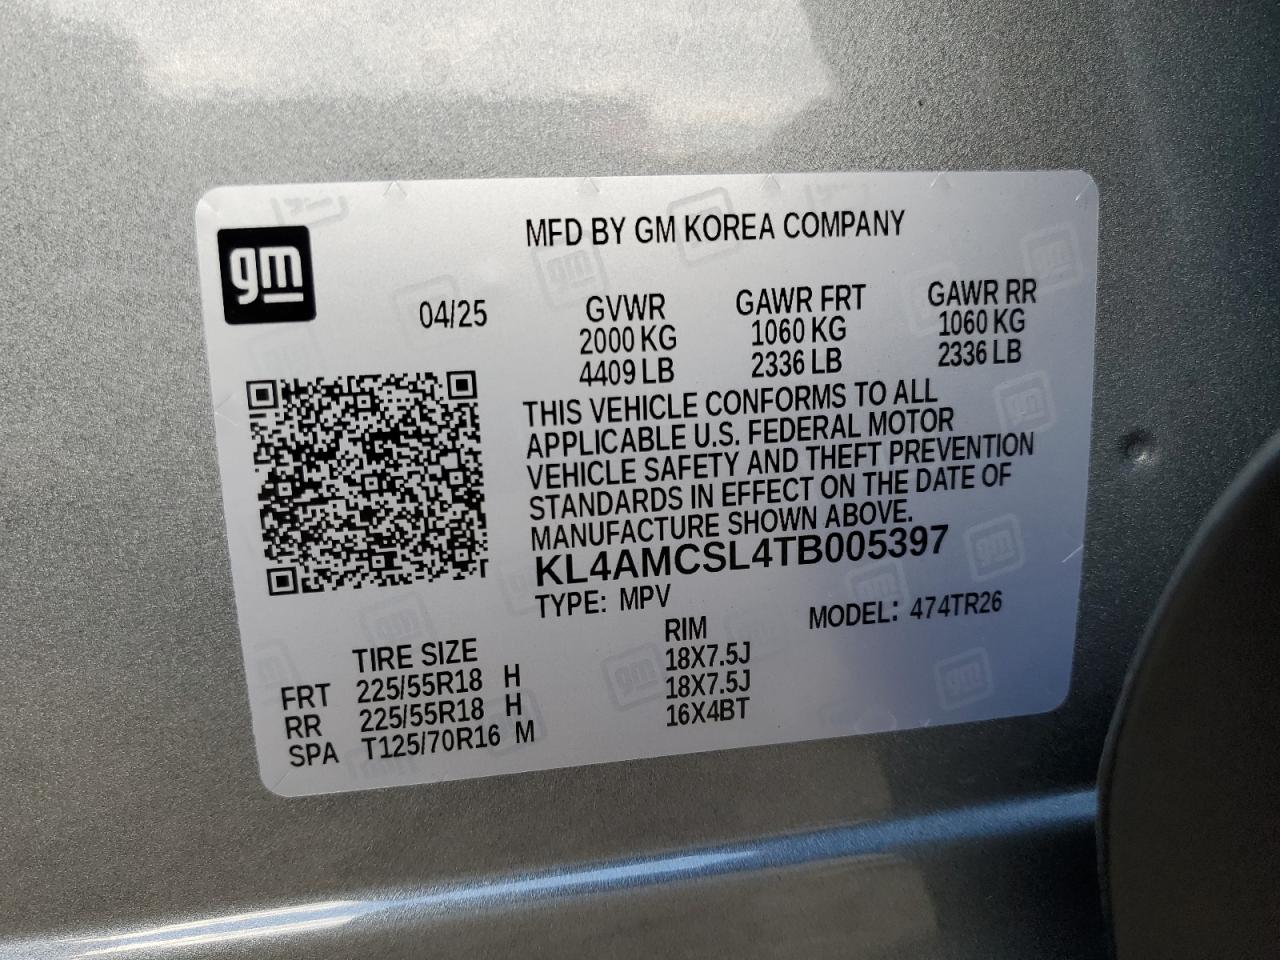 gm
MFD BY GM KOREA COMPANY
04/25
GVWR GAWR FRT GAWR RR
2000 KG 1060 KG 1060 KG
4409 LB 2336 LB 2336 LB
THIS VEHICLE CONFORMS TO ALL
APPLICABLE U.S. FEDERAL MOTOR
VEHICLE SAFETY AND THEFT PREVENTION
STANDARDS IN EFFECT ON THE DATE OF
MANUFACTURE SHOWN ABOVE.
KL4AMCSL4TB005397
TYPE: MPV MODEL: 474TR26
TIRE SIZE RIM
FRT 225/55R18 H 18X7.5J
RR 225/55R18 H 18X7.5J
SPA T125/70R16 M 16X4BT